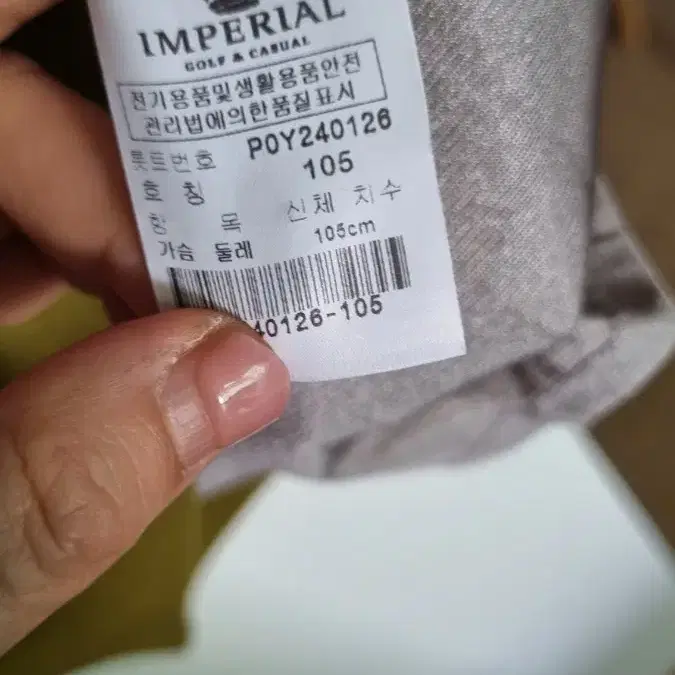 IMPERIAL
GOLF & CASUAL
전기용품및생활용품안전
관리법에의한품질표시
롯트번호 P0Y240126
호 칭 105
항 목 신체 치수
가슴 둘레 105cm
40126-105